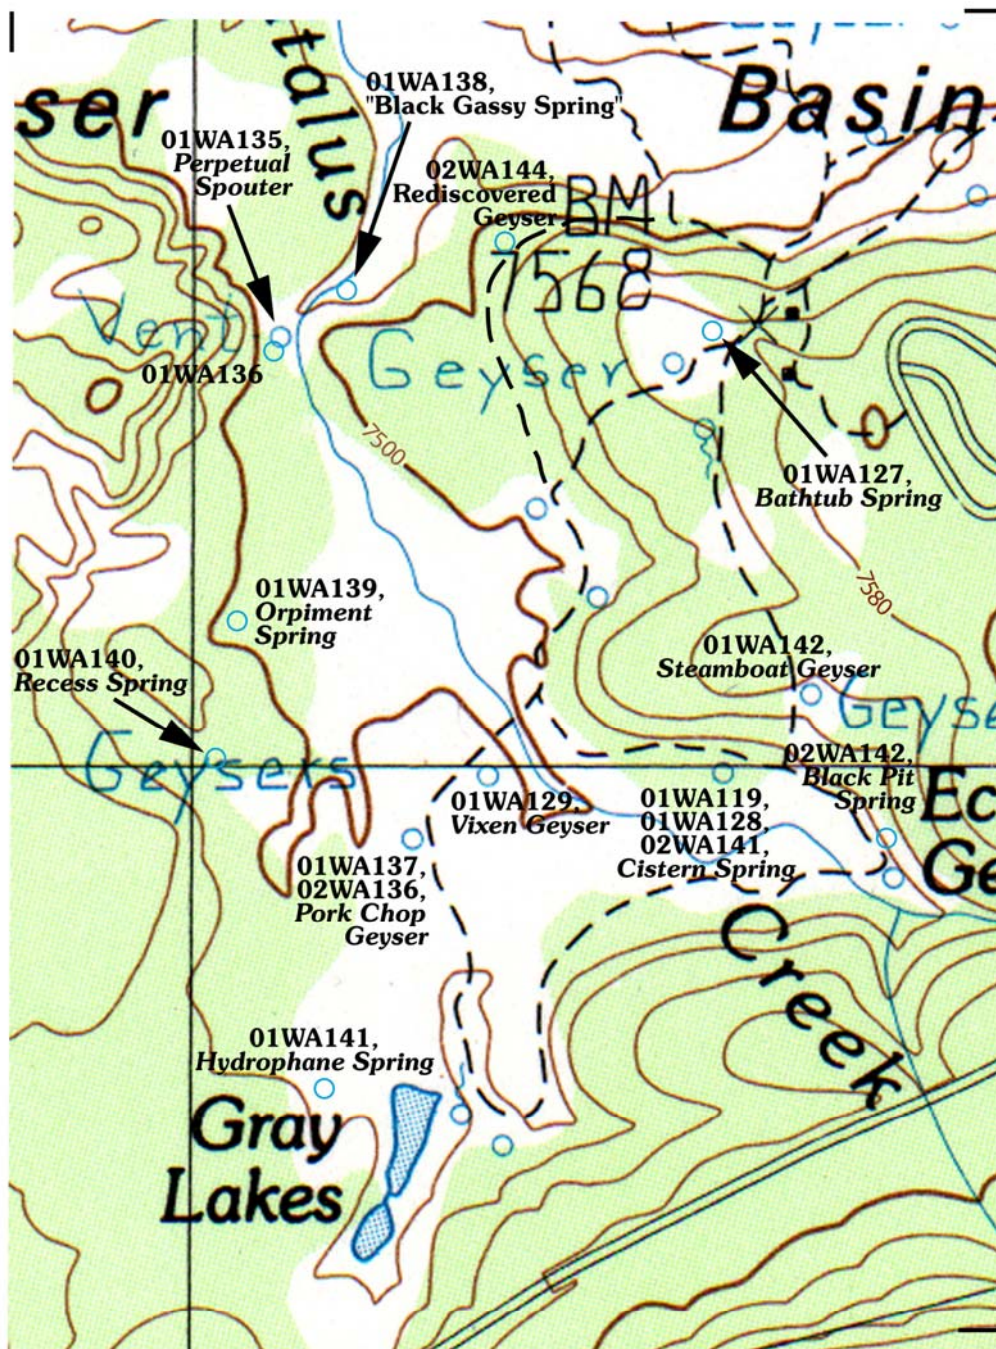 talus
ser
Basin
01WA138,
"Black Gassy Spring"
01WA135,
Perpetual
Spouter
02WA144,
Rediscovered
Geyser
BM
7568
Vent
Geyser
01WA136
7500
01WA127,
Bathtub Spring
7580
01WA139,
Orpiment
Spring
01WA140,
Recess Spring
01WA142,
Steamboat Geyser
Geyse
Geysers
02WA142,
Black Pit
Spring
Ec
Ge
01WA129,
Vixen Geyser
01WA119,
01WA128,
02WA141,
Cistern Spring
01WA137,
02WA136,
Pork Chop
Geyser
Creek
01WA141,
Hydrophane Spring
Gray
Lakes